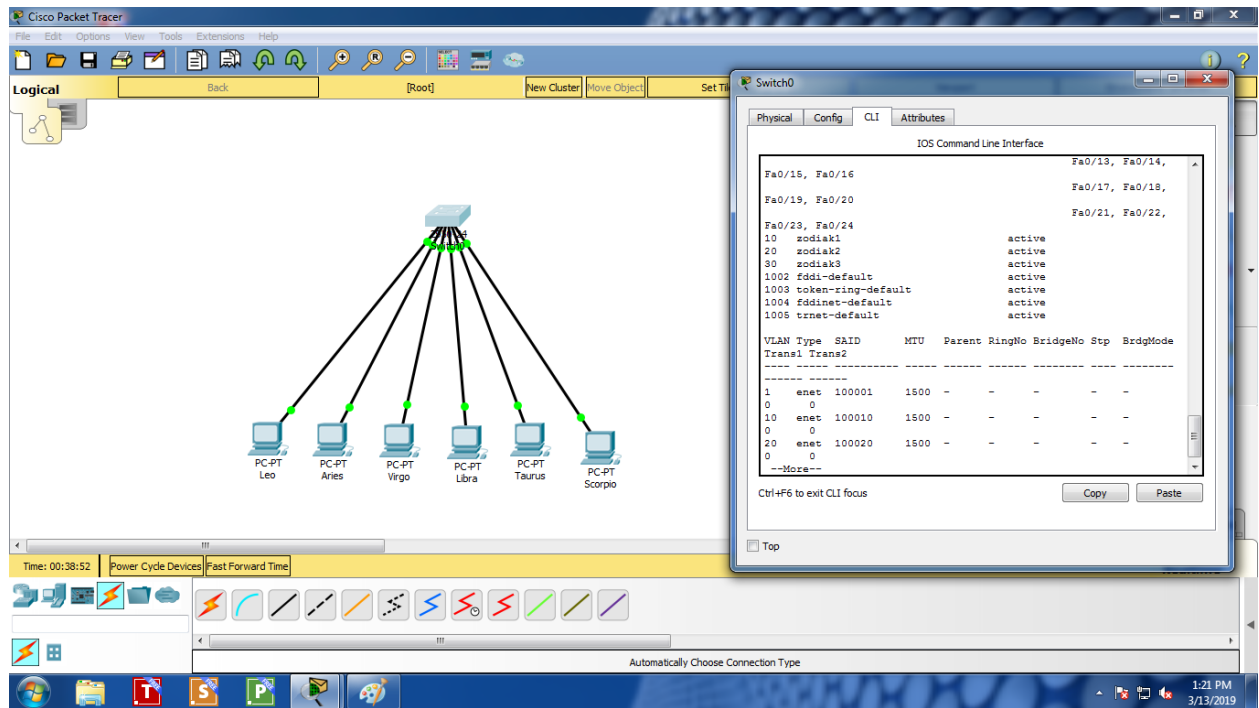 Cisco Packet Tracer
File Edit Options View Tools Extensions Help
Logical
Back
[Root]
New Cluster
Move Object
Set Til
Switch0
Physical Config CLI Attributes
IOS Command Line Interface
Fa0/13, Fa0/14,
Fa0/15, Fa0/16
Fa0/17, Fa0/18,
Fa0/19, Fa0/20
Fa0/21, Fa0/22,
Fa0/23, Fa0/24
10 zodiak1 active
20 zodiak2 active
30 zodiak3 active
1002 fddi-default active
1003 token-ring-default active
1004 fddinet-default active
1005 trnet-default active
VLAN Type SAID MTU Parent RingNo BridgeNo Stp BrdgMode
Trans1 Trans2
---- ----- ---------- ----- ------ ------ -------- ---- --------
------ ------
1 enet 100001 1500 - - - - -
0 0
10 enet 100010 1500 - - - - -
0 0
20 enet 100020 1500 - - - - -
0 0
--More--
Ctrl+F6 to exit CLI focus
Copy
Paste
Top
Switch0
PC-PT
Leo
PC-PT
Aries
PC-PT
Virgo
PC-PT
Libra
PC-PT
Taurus
PC-PT
Scorpio
Time: 00:38:52
Power Cycle Devices
Fast Forward Time
Automatically Choose Connection Type
1:21 PM
3/13/2019